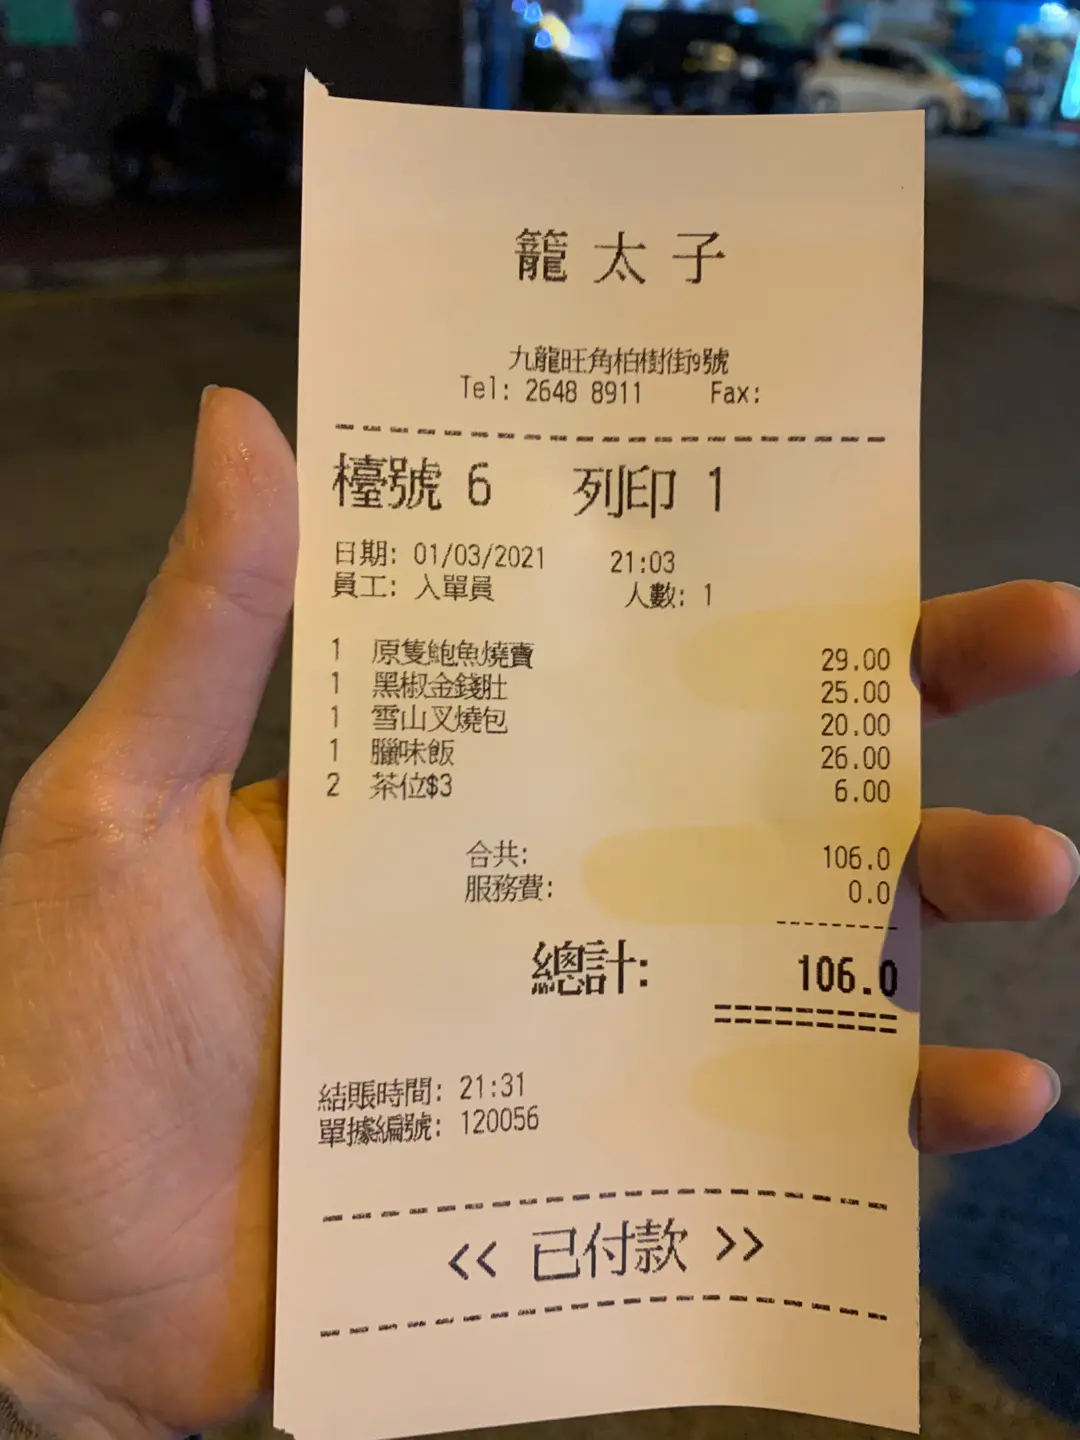 籠太子
九龍旺角柏樹街9號
Tel: 2648 8911 Fax:
檯號 6 列印 1
日期: 01/03/2021 21:03
員工: 入單員 人數: 1
1 原隻鮑魚燒賣 29.00
1 黑椒金錢肚 25.00
1 雪山叉燒包 20.00
1 臘味飯 26.00
2 茶位$3 6.00
合共: 106.0
服務費: 0.0
總計: 106.0
結賬時間: 21:31
單據編號: 120056
<< 已付款 >>